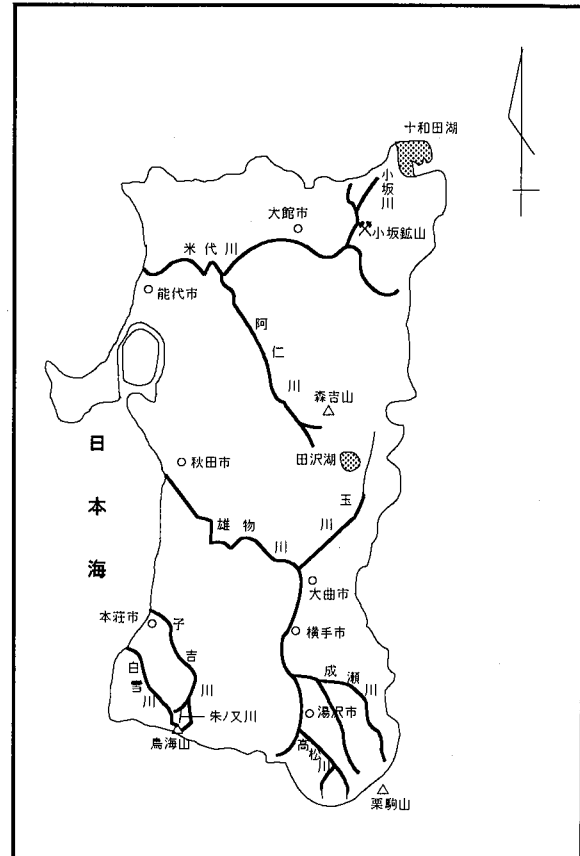 十和田湖
小坂川
大館市
小坂鉱山
米代川
能代市
阿仁川
森吉山
日本海
秋田市
田沢湖
玉川
雄物川
大曲市
本荘市
子吉川
横手市
白雪川
成瀬川
朱ノ又川
湯沢市
鳥海山
高松川
栗駒山